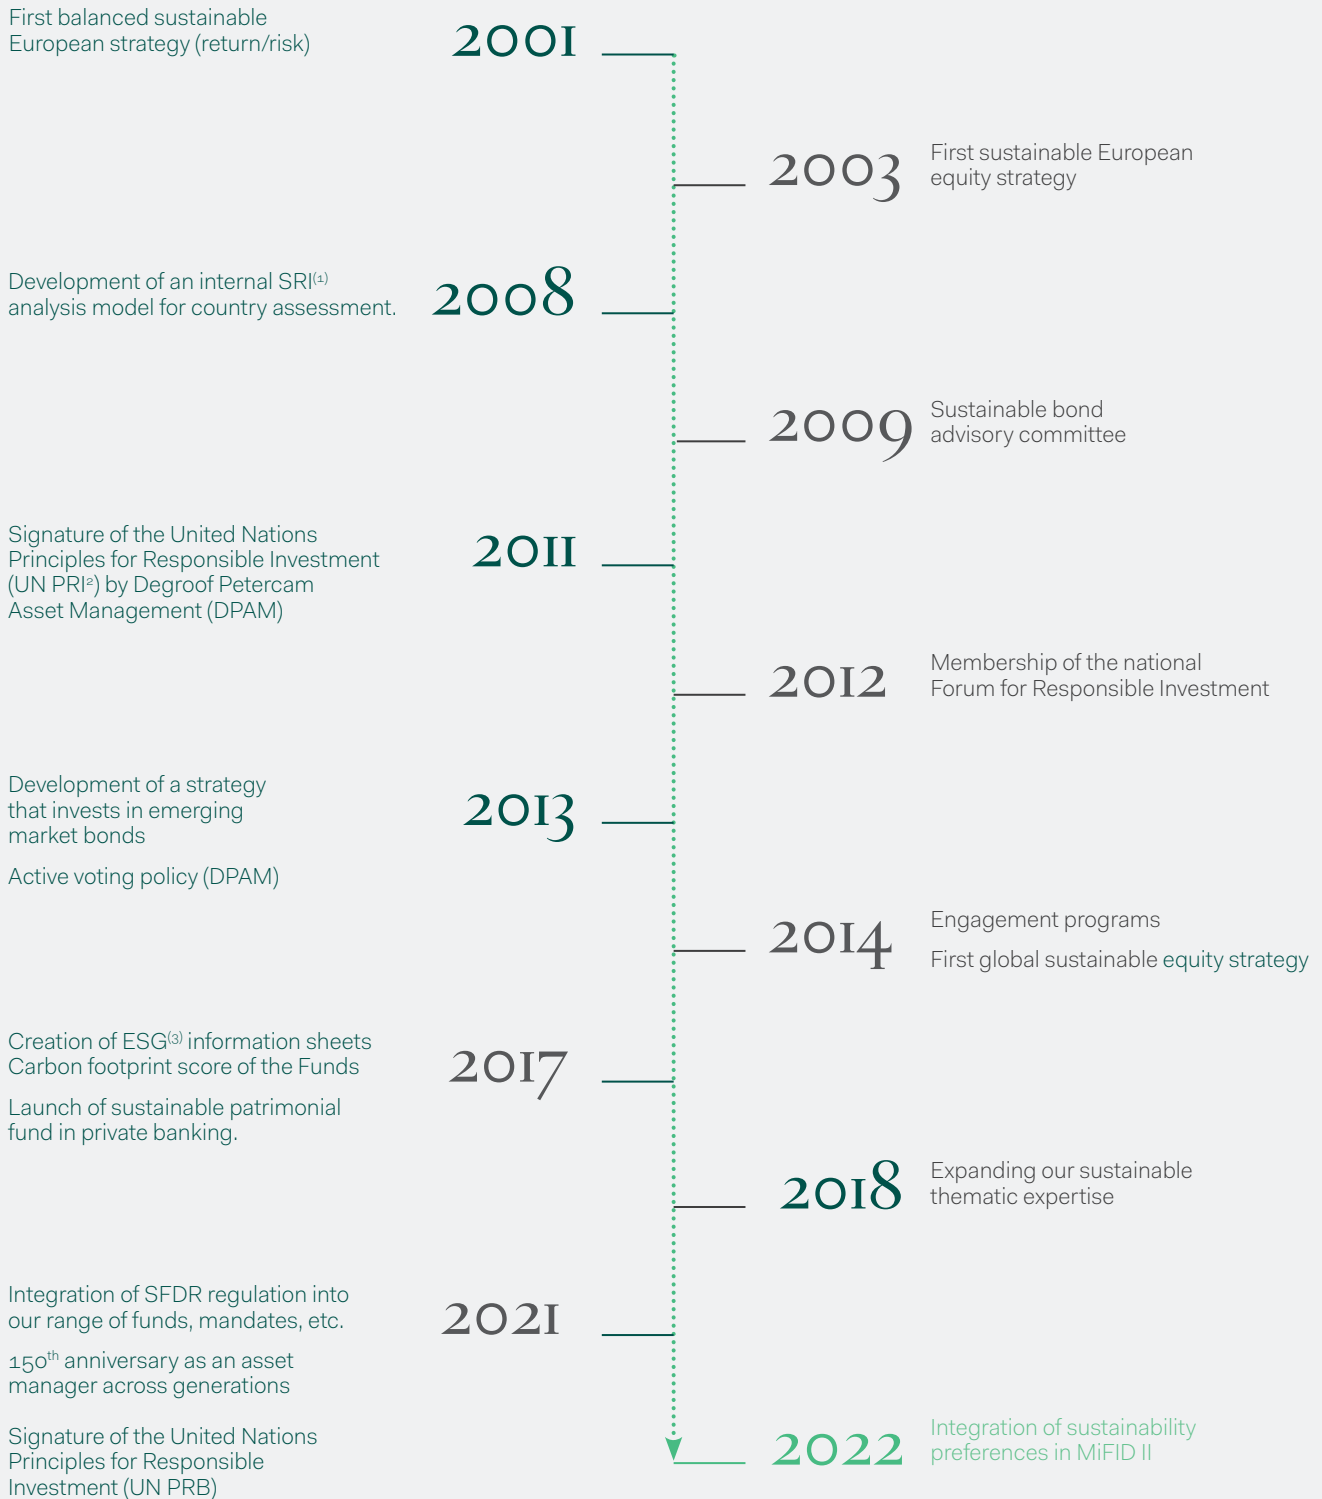 First balanced sustainable
European strategy (return/risk)
2001
2003
First sustainable European
equity strategy
Development of an internal SRI(1)
analysis model for country assessment.
2008
2009
Sustainable bond
advisory committee
Signature of the United Nations
Principles for Responsible Investment
(UN PRI²) by Degroof Petercam
Asset Management (DPAM)
2011
2012
Membership of the national
Forum for Responsible Investment
Development of a strategy
that invests in emerging
market bonds
Active voting policy (DPAM)
2013
2014
Engagement programs
First global sustainable equity strategy
Creation of ESG(3) information sheets
Carbon footprint score of the Funds
Launch of sustainable patrimonial
fund in private banking.
2017
2018
Expanding our sustainable
thematic expertise
Integration of SFDR regulation into
our range of funds, mandates, etc.
150th anniversary as an asset
manager across generations
Signature of the United Nations
Principles for Responsible
Investment (UN PRB)
2021
2022
Integration of sustainability
preferences in MiFID II